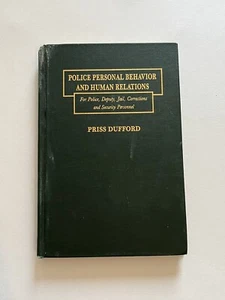 POLICE PERSONAL BEHAVIOR
AND HUMAN RELATIONS
For Police, Deputy, Jail, Corrections
and Security Personnel
PRISS DUFFORD